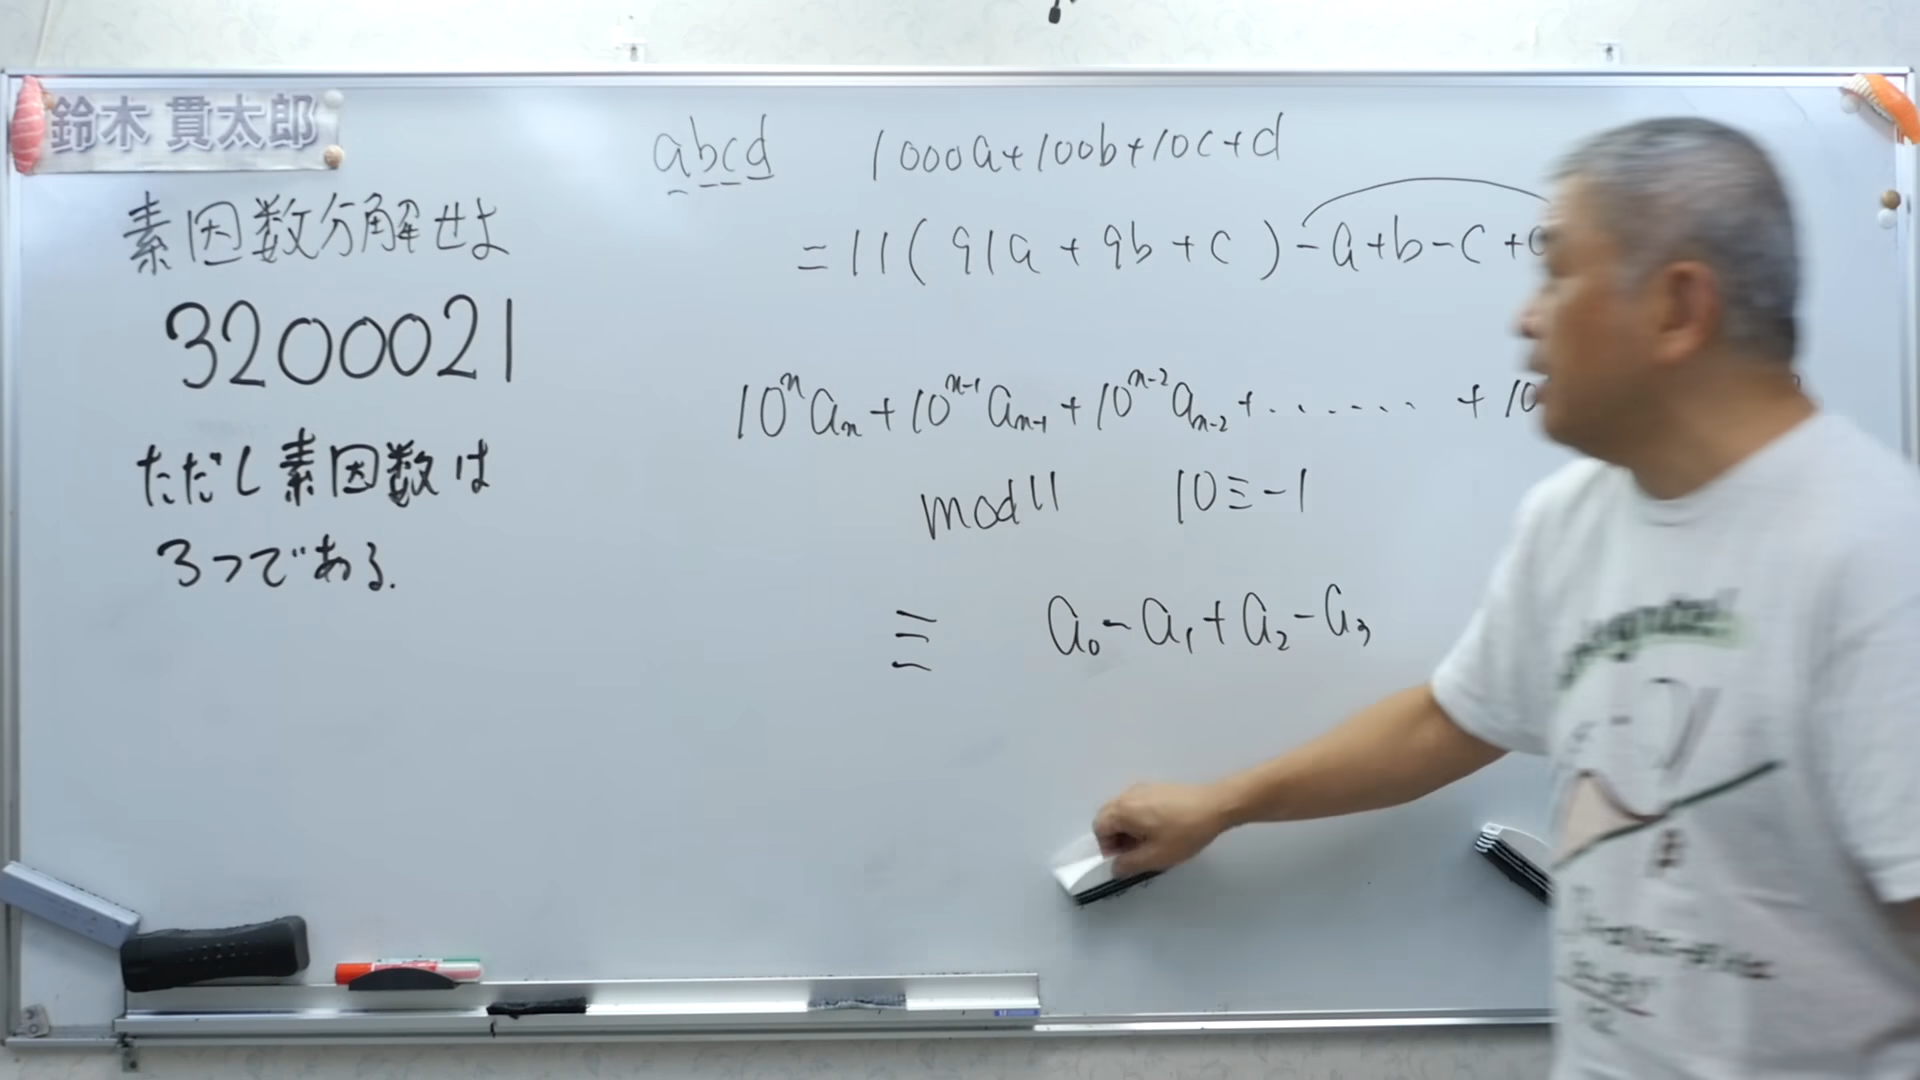 鈴木 貫太郎
素因数分解せよ
3200021
ただし素因数は
3つである.
abcd 1000a+100b+10c+d
=11(91a+9b+c)-a+b-c+
10ⁿaₙ+10ⁿ⁻¹aₙ₋₁+10ⁿ⁻²aₙ₋₂+......+10
mod11 10≡-1
≡ a₀-a₁+a₂-a₃